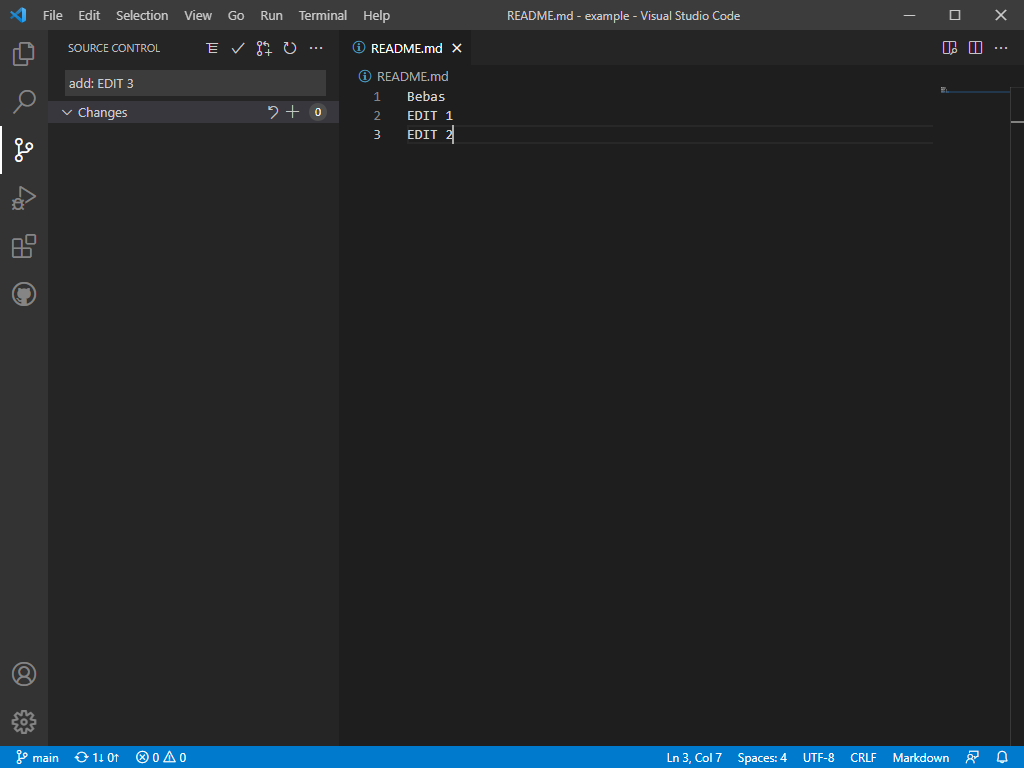 File Edit Selection View Go Run Terminal Help README.md - example - Visual Studio Code
SOURCE CONTROL
add: EDIT 3
Changes 0
README.md
README.md
1 Bebas
2 EDIT 1
3 EDIT 2
main 1↓ 0↑ 0 0 Ln 3, Col 7 Spaces: 4 UTF-8 CRLF Markdown